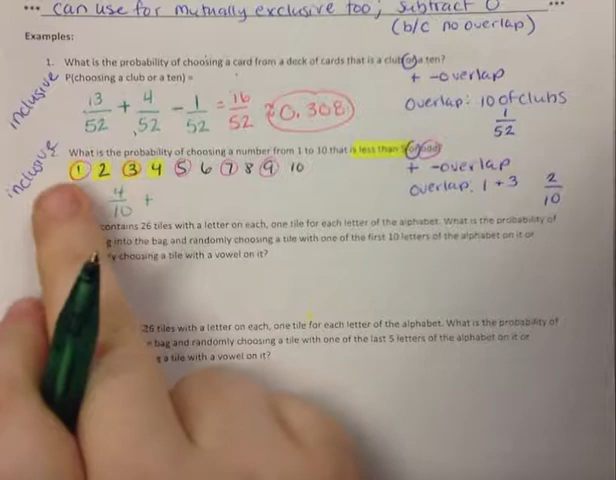 ... can use for mutually exclusive too, subtract 0 ...
(b/c no overlap)
Examples:
1. What is the probability of choosing a card from a deck of cards that is a club or a ten?
P(choosing a club or a ten) =
+ -overlap
inclusive
13/52 + 4/52 - 1/52 = 16/52 ≈ 0.308
overlap: 10 of clubs
1/52
2. What is the probability of choosing a number from 1 to 10 that is less than 5 or odd?
inclusive
1 2 3 4 5 6 7 8 9 10
+ -overlap
overlap: 1 + 3 2/10
4/10 +
contains 26 tiles with a letter on each, one tile for each letter of the alphabet. What is the probability of
into the bag and randomly choosing a tile with one of the first 10 letters of the alphabet on it or
choosing a tile with a vowel on it?
26 tiles with a letter on each, one tile for each letter of the alphabet. What is the probability of
bag and randomly choosing a tile with one of the last 5 letters of the alphabet on it or
a tile with a vowel on it?